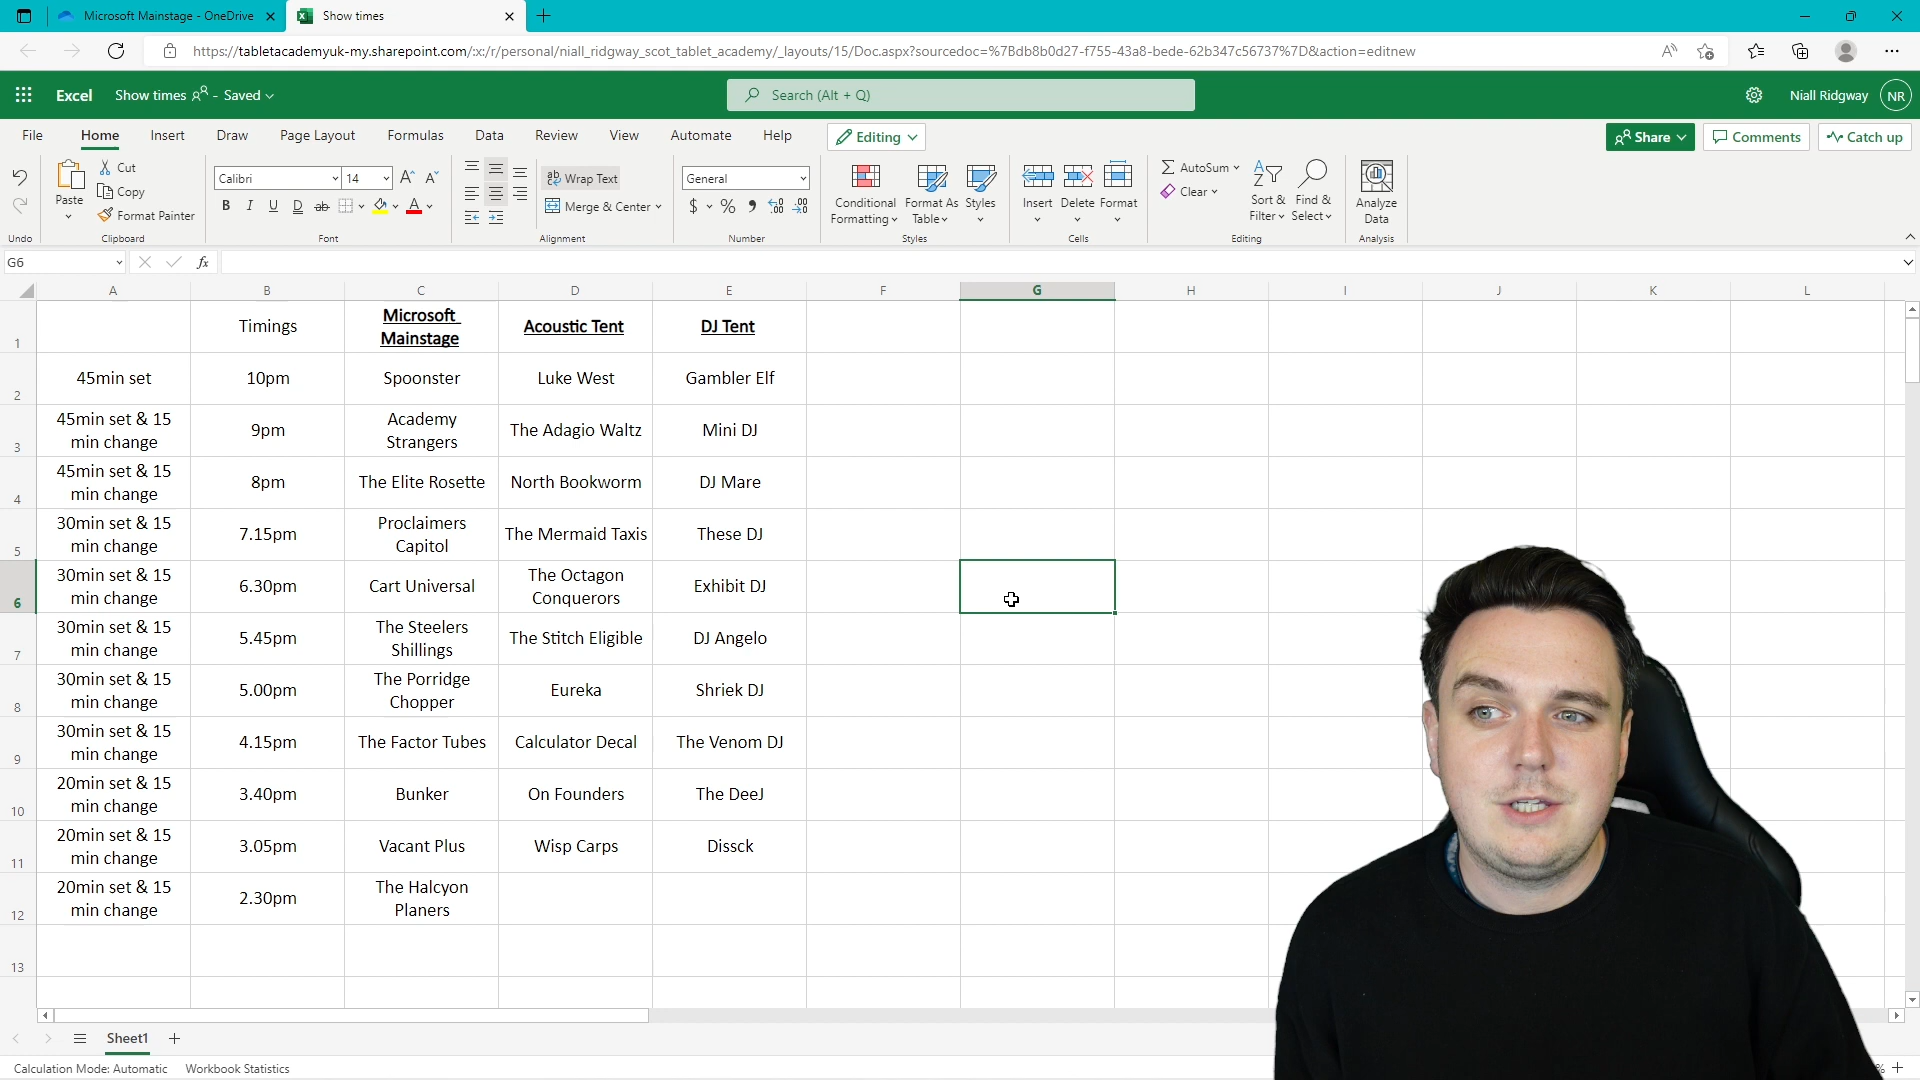 Microsoft Mainstage - OneDrive
Show times
https://tabletacademyuk-my.sharepoint.com/:x:/r/personal/niall_ridgway_scot_tablet_academy/_layouts/15/Doc.aspx?sourcedoc=%7Bdb8b0d27-f755-43a8-bede-62b347c56737%7D&action=editnew
Excel Show times - Saved
Search (Alt + Q)
Niall Ridgway NR
File Home Insert Draw Page Layout Formulas Data Review View Automate Help Editing Share Comments Catch up
Paste Cut Copy Format Painter
Calibri 14
B I U D ab A
Wrap Text
Merge & Center
General
$ % 9
Conditional Formatting
Format As Table
Styles
Insert Delete Format
AutoSum
Clear
Sort & Filter
Find & Select
Analyze Data
Undo Clipboard Font Alignment Number Styles Cells Editing Analysis
G6 fx
A B C D E F G H I J K L
1 Timings Microsoft Mainstage Acoustic Tent DJ Tent
2 45min set 10pm Spoonster Luke West Gambler Elf
3 45min set & 15 min change 9pm Academy Strangers The Adagio Waltz Mini DJ
4 45min set & 15 min change 8pm The Elite Rosette North Bookworm DJ Mare
5 30min set & 15 min change 7.15pm Proclaimers Capitol The Mermaid Taxis These DJ
6 30min set & 15 min change 6.30pm Cart Universal The Octagon Conquerors Exhibit DJ
7 30min set & 15 min change 5.45pm The Steelers Shillings The Stitch Eligible DJ Angelo
8 30min set & 15 min change 5.00pm The Porridge Chopper Eureka Shriek DJ
9 30min set & 15 min change 4.15pm The Factor Tubes Calculator Decal The Venom DJ
10 20min set & 15 min change 3.40pm Bunker On Founders The DeeJ
11 20min set & 15 min change 3.05pm Vacant Plus Wisp Carps Dissck
12 20min set & 15 min change 2.30pm The Halcyon Planers
13
Sheet1
Calculation Mode: Automatic Workbook Statistics